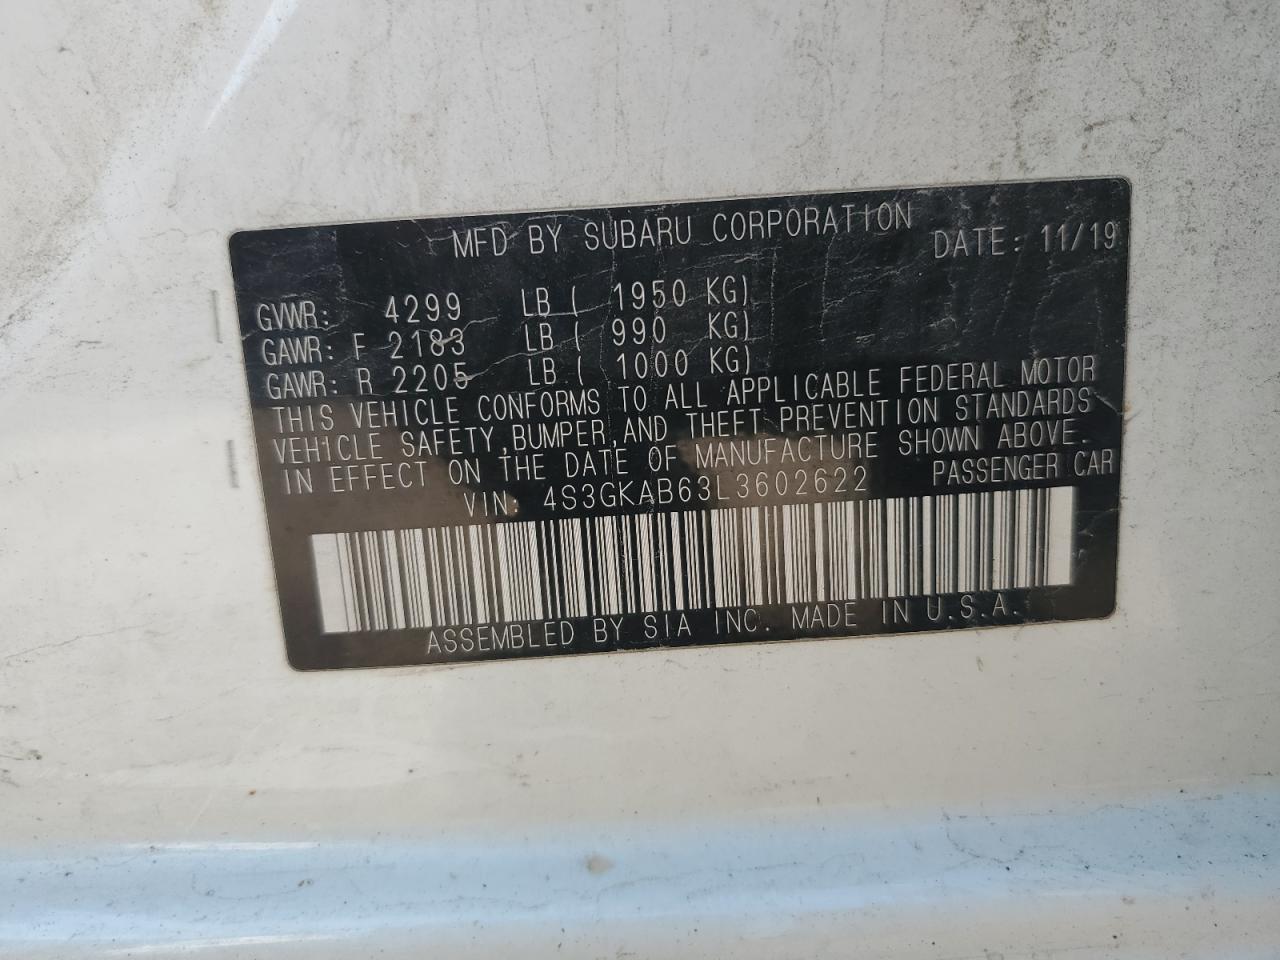 MFD BY SUBARU CORPORATION DATE: 11/19
GVWR: 4299 LB ( 1950 KG)
GAWR: F 2183 LB ( 990 KG)
GAWR: R 2205 LB ( 1000 KG)
THIS VEHICLE CONFORMS TO ALL APPLICABLE FEDERAL MOTOR
VEHICLE SAFETY,BUMPER,AND THEFT PREVENTION STANDARDS
IN EFFECT ON THE DATE OF MANUFACTURE SHOWN ABOVE.
VIN: 4S3GKAB63L3602622 PASSENGER CAR
ASSEMBLED BY SIA INC. MADE IN U.S.A.